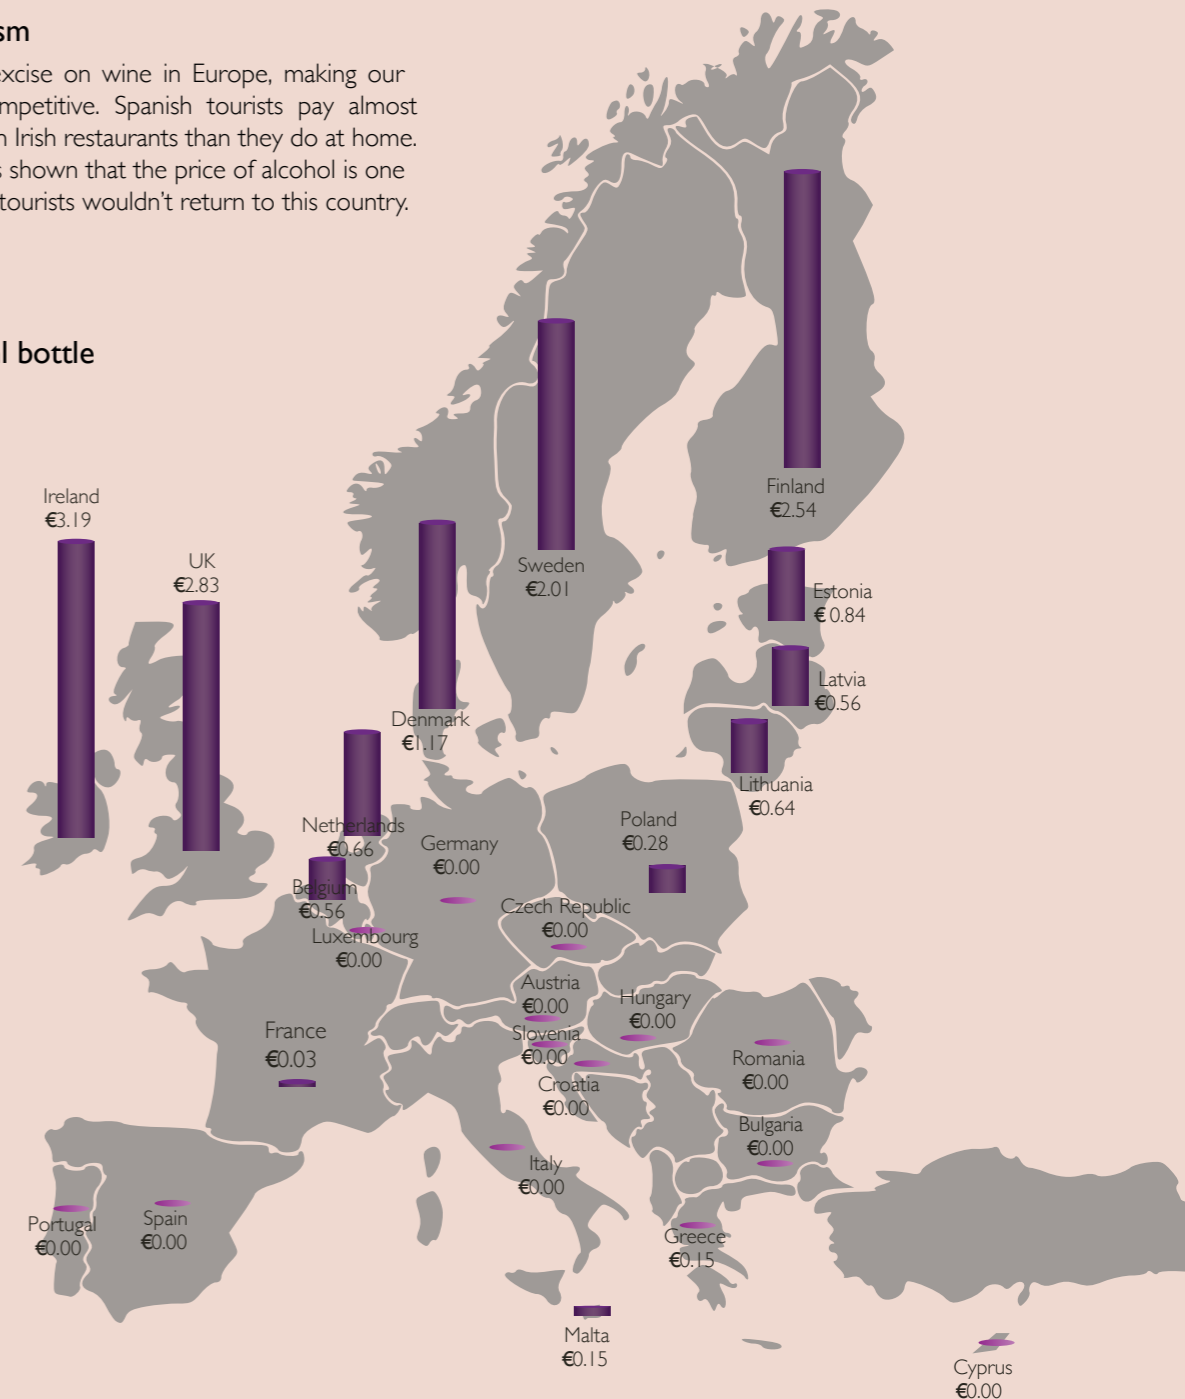 sm
excise on wine in Europe, making our
mpetitive. Spanish tourists pay almost
n Irish restaurants than they do at home.
s shown that the price of alcohol is one
tourists wouldn't return to this country.
l bottle
Ireland
€3.19
UK
€2.83
Sweden
€2.01
Finland
€2.54
Estonia
€ 0.84
Latvia
€0.56
Denmark
€1.17
Lithuania
€0.64
Netherlands
€0.66
Germany
€0.00
Poland
€0.28
Belgium
€0.56
Czech Republic
€0.00
Luxembourg
€0.00
Austria
€0.00
Hungary
€0.00
France
€0.03
Slovenia
€0.00
Romania
€0.00
Croatia
€0.00
Bulgaria
€0.00
Italy
€0.00
Portugal
€0.00
Spain
€0.00
Greece
€0.15
Malta
€0.15
Cyprus
€0.00